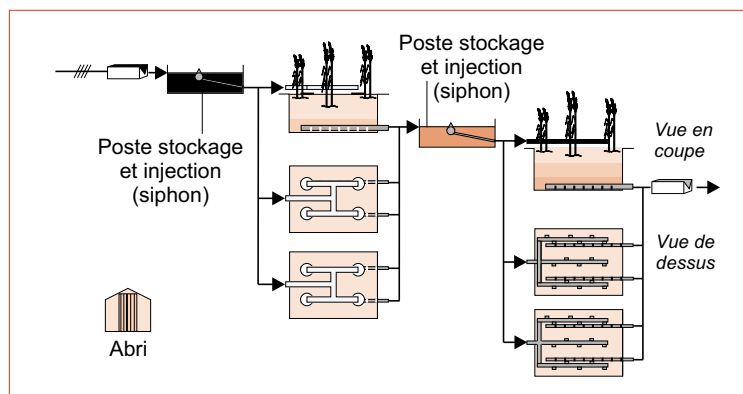 Poste stockage
et injection
(siphon)
Poste stockage
et injection
(siphon)
Vue en
coupe
Vue de
dessus
Abri